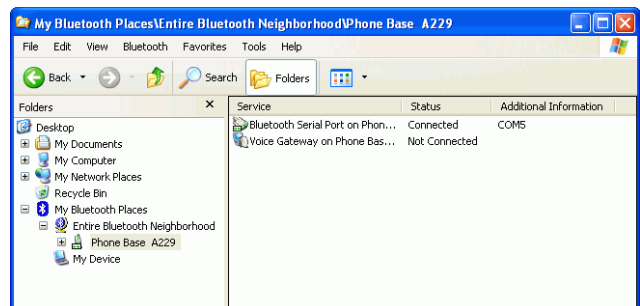 My Bluetooth Places\Entire Bluetooth Neighborhood\Phone Base A229
File Edit View Bluetooth Favorites Tools Help
Back Search Folders
Folders × Service Status Additional Information
Desktop
My Documents
My Computer
My Network Places
Recycle Bin
My Bluetooth Places
Entire Bluetooth Neighborhood
Phone Base A229
My Device
Bluetooth Serial Port on Phon... Connected COM5
Voice Gateway on Phone Bas... Not Connected